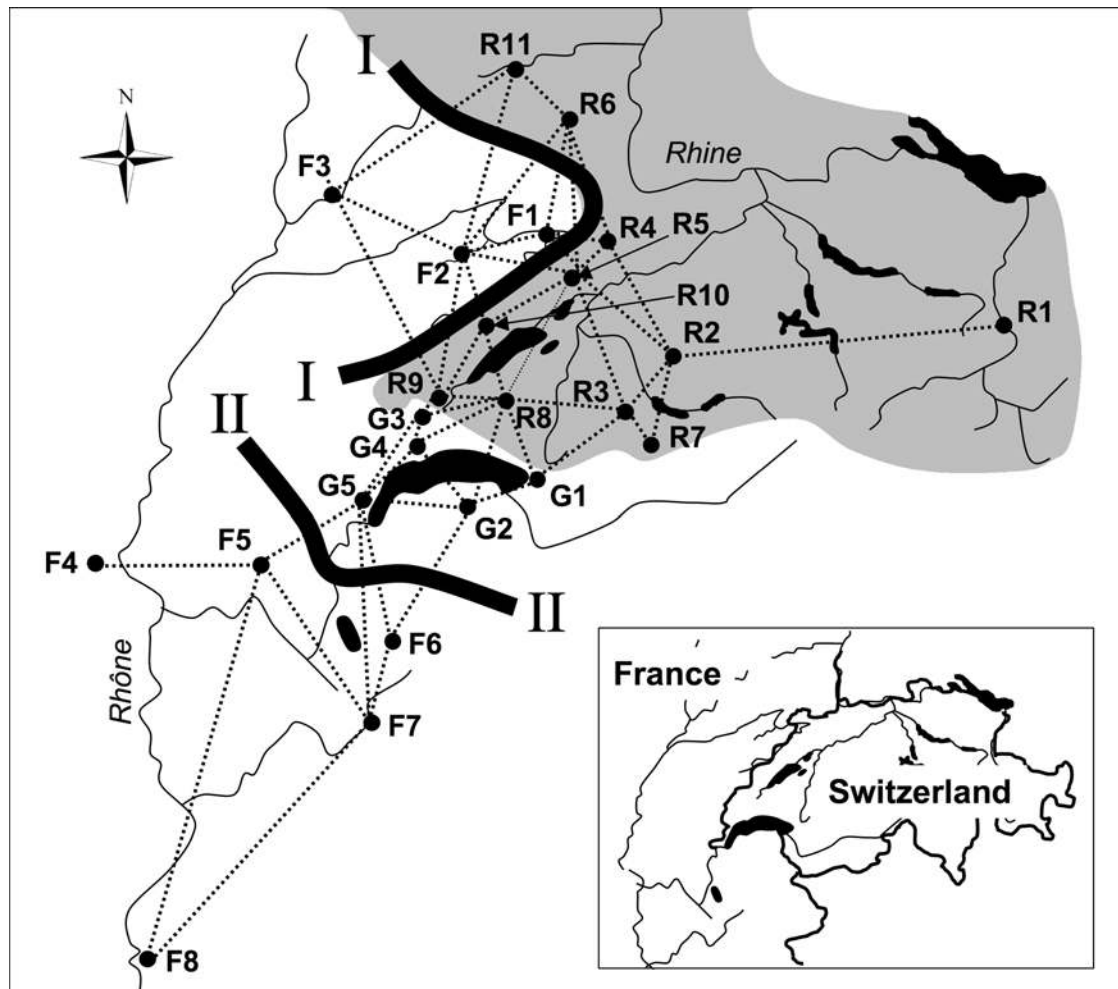 R11
I
R6
N
Rhine
F3
F1
R4
R5
F2
R10
R2
R1
I
R9
R3
II
G3
R8
G4
R7
G5
G1
G2
F5
F4
II
F6
France
Rhône
F7
Switzerland
F8